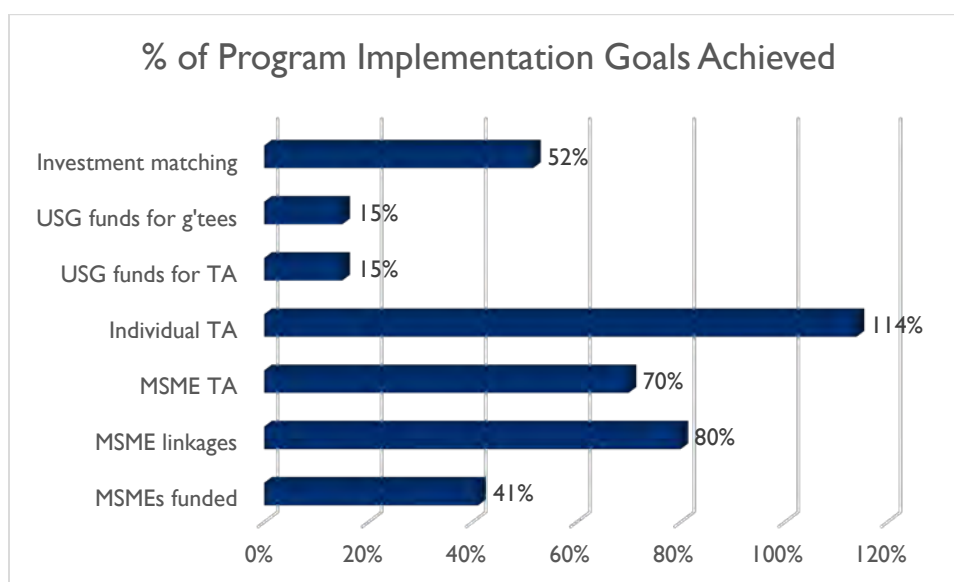 % of Program Implementation Goals Achieved
Investment matching 52%
USG funds for g'tees 15%
USG funds for TA 15%
Individual TA 114%
MSME TA 70%
MSME linkages 80%
MSMEs funded 41%
0% 20% 40% 60% 80% 100% 120%